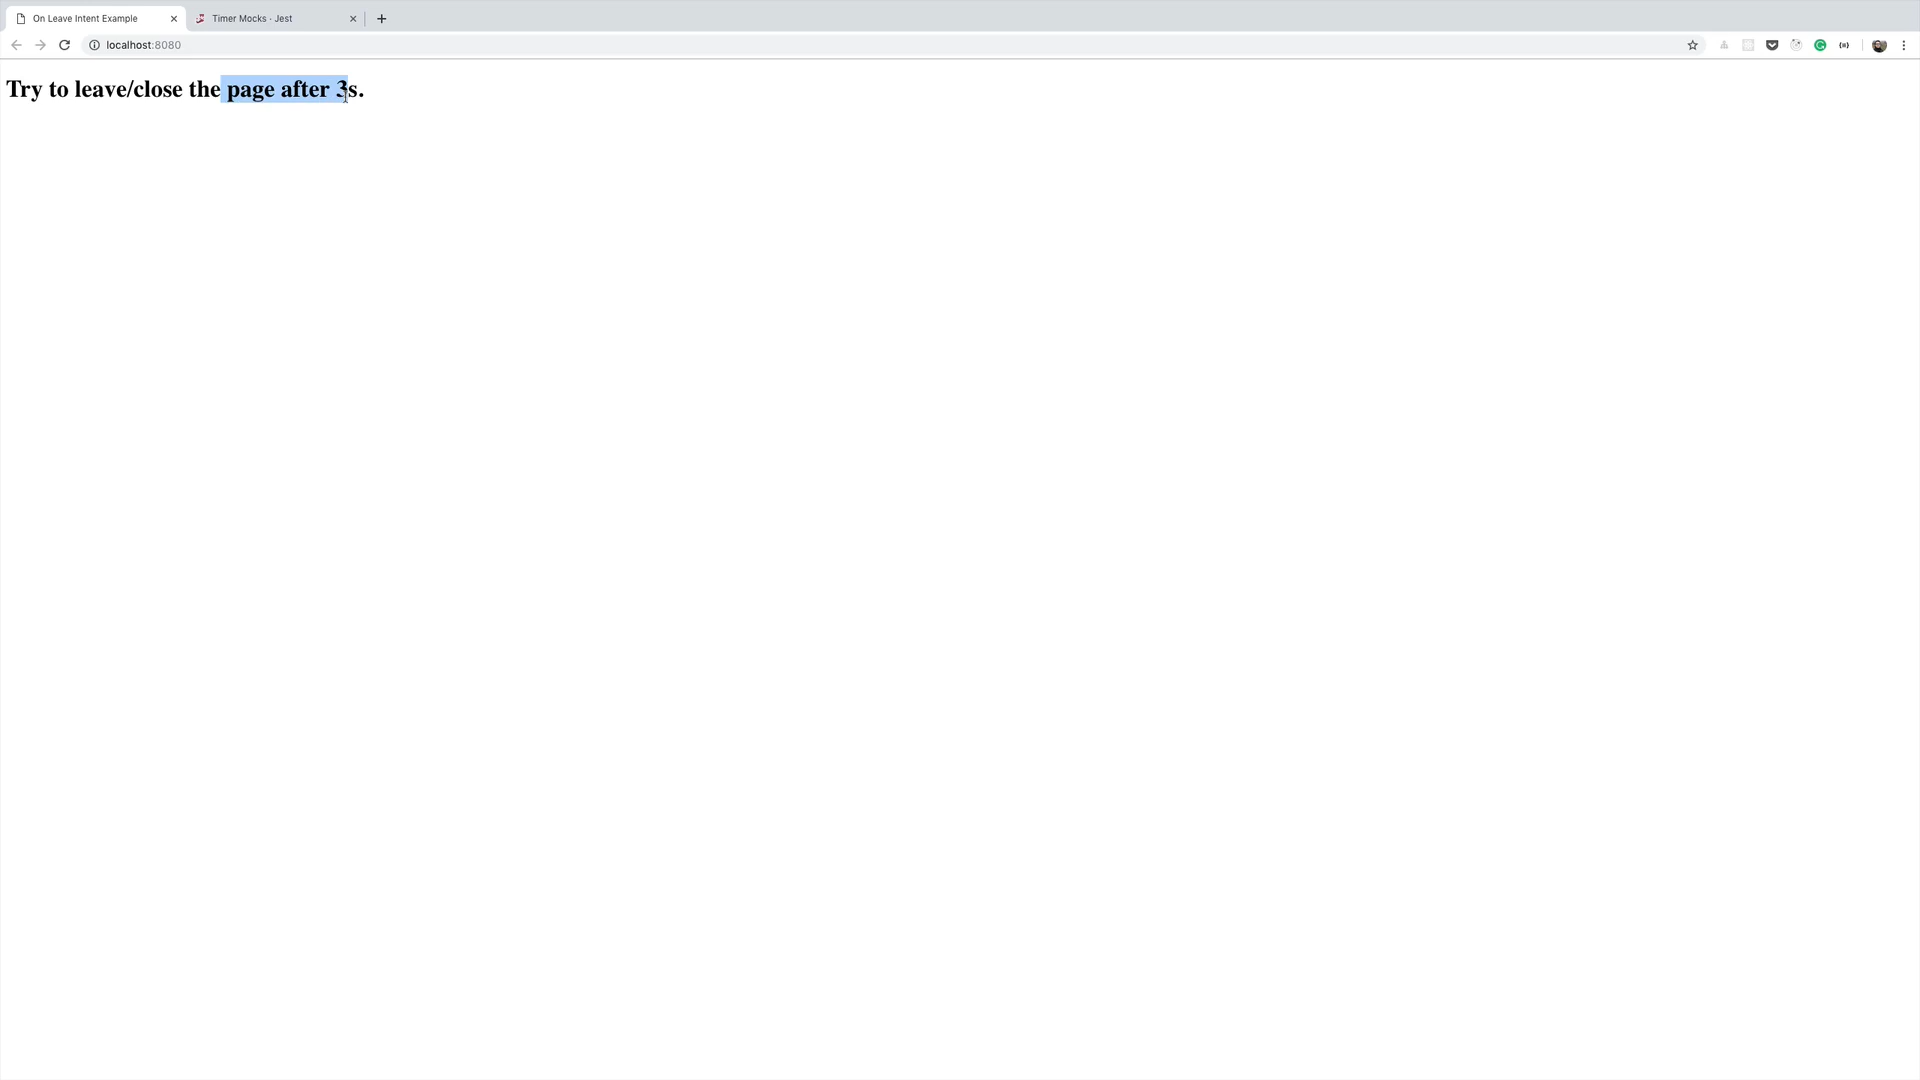 On Leave Intent Example
Timer Mocks · Jest
localhost:8080
Try to leave/close the page after 3s.